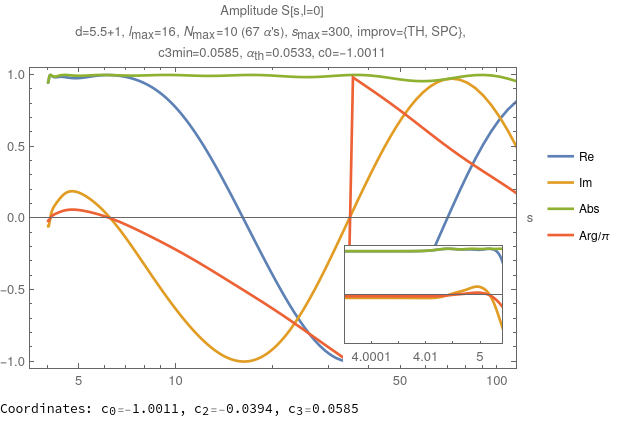 Amplitude S[s,l=0]
d=5.5+1, lmax=16, Nmax=10 (67 α's), smax=300, improv={TH, SPC},
c3min=0.0585, αth=0.0533, c0=-1.0011
1.0
0.5
0.0
-0.5
-1.0
5
10
50
100
s
Re
Im
Abs
Arg/π
4.0001
4.01
5
Coordinates: c0=-1.0011, c2=-0.0394, c3=0.0585